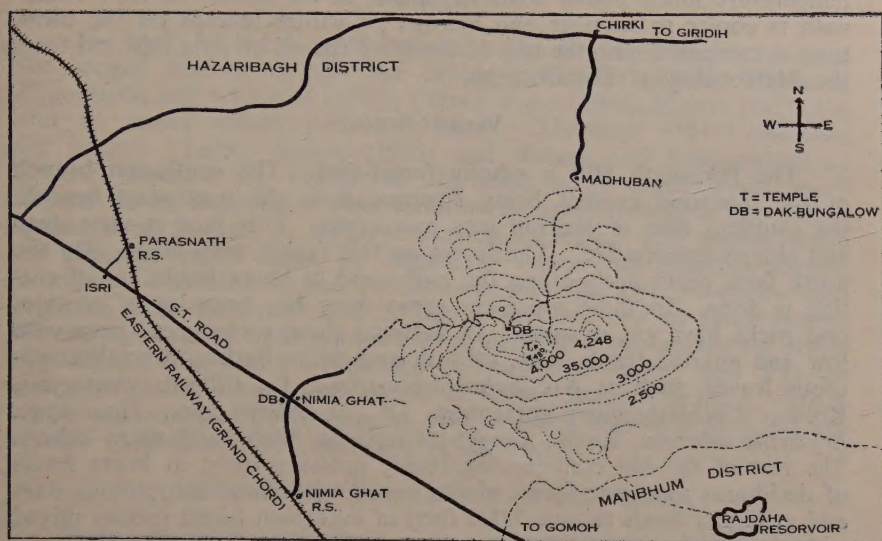 CHIRKI
TO GIRIDIH
HAZARIBAGH DISTRICT
N
W E
S
MADHUBAN
T = TEMPLE
DB = DAK-BUNGALOW
PARASNATH
R.S.
ISRI
G.T. ROAD
EASTERN RAILWAY (GRAND CHORD)
DB
T.
4,248
4,000
35,000
3,000
2,500
DB
NIMIA GHAT
NIMIA GHAT
R.S.
MANBHUM DISTRICT
TO GOMOH
RAJDAHA
RESERVOIR